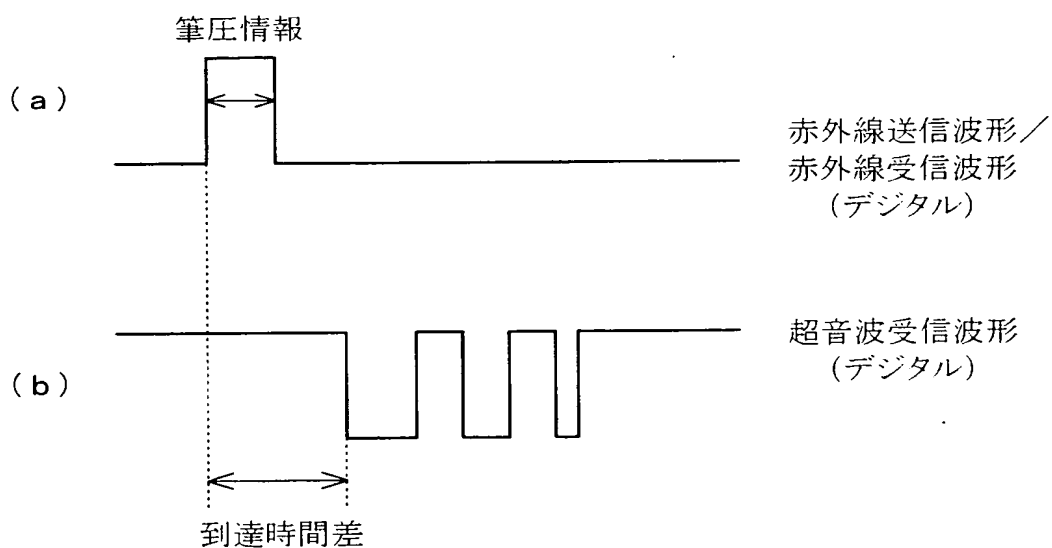 筆圧情報
(a)
赤外線送信波形/
赤外線受信波形
(デジタル)
超音波受信波形
(デジタル)
(b)
到達時間差